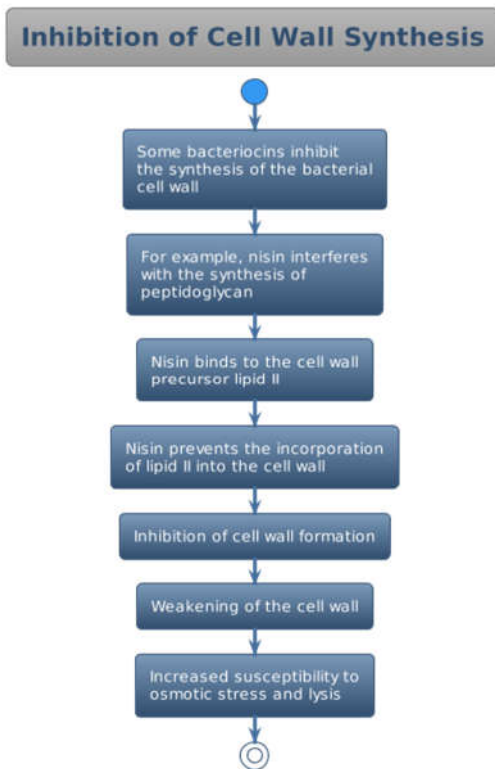 Inhibition of Cell Wall Synthesis
Some bacteriocins inhibit
the synthesis of the bacterial
cell wall
For example, nisin interferes
with the synthesis of
peptidoglycan
Nisin binds to the cell wall
precursor lipid II
Nisin prevents the incorporation
of lipid II into the cell wall
Inhibition of cell wall formation
Weakening of the cell wall
Increased susceptibility to
osmotic stress and lysis